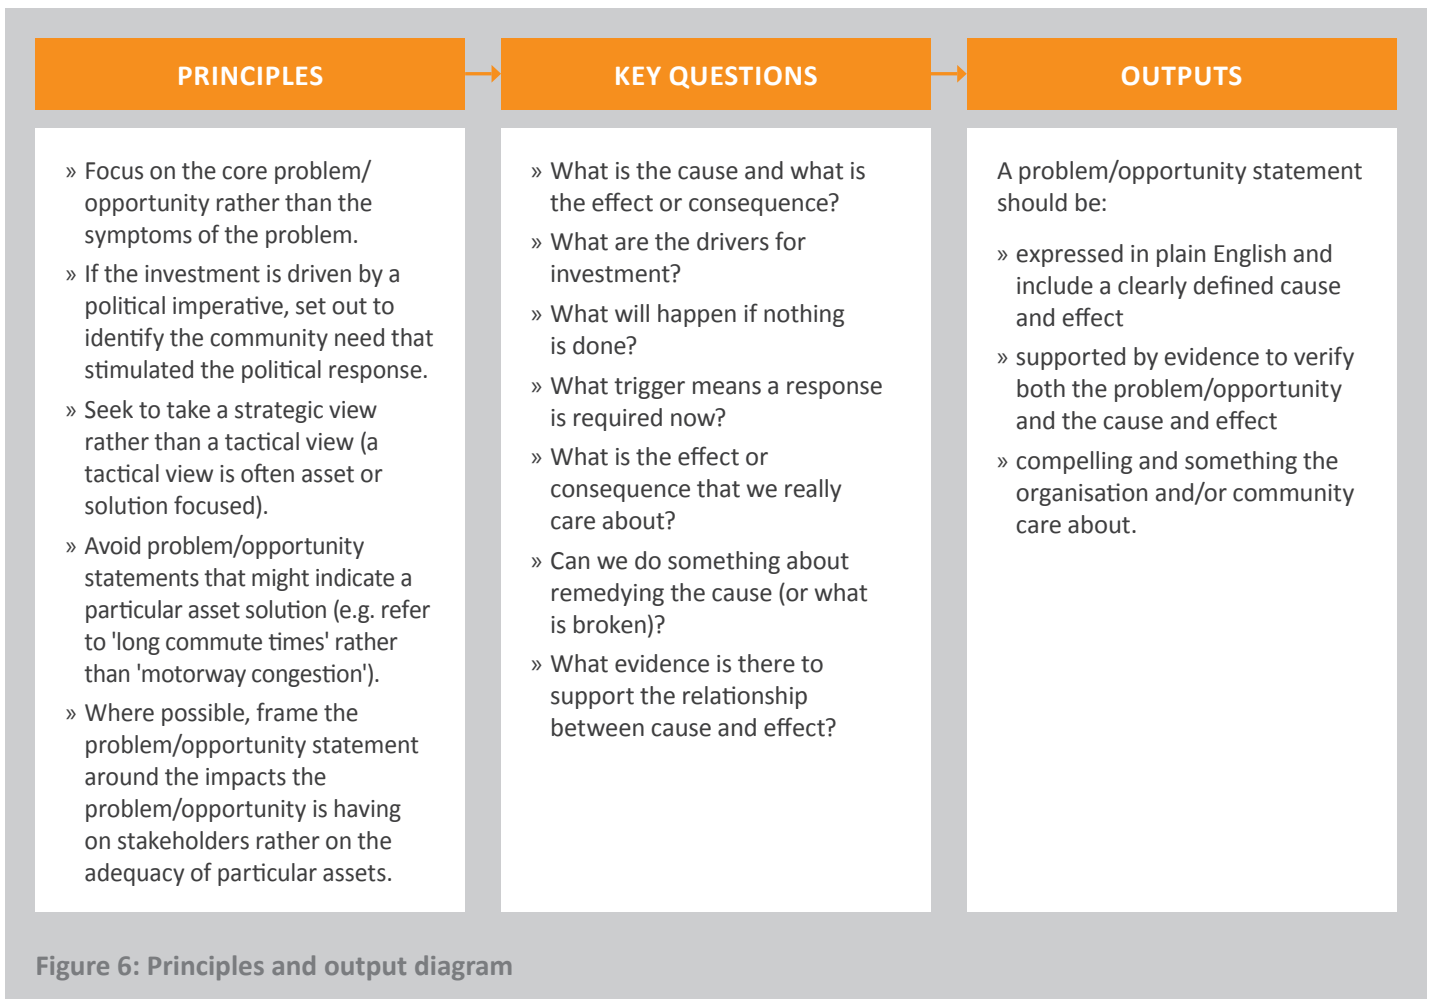 PRINCIPLES
» Focus on the core problem/
opportunity rather than the
symptoms of the problem.
» If the investment is driven by a
political imperative, set out to
identify the community need that
stimulated the political response.
» Seek to take a strategic view
rather than a tactical view (a
tactical view is often asset or
solution focused).
» Avoid problem/opportunity
statements that might indicate a
particular asset solution (e.g. refer
to 'long commute times' rather
than 'motorway congestion').
» Where possible, frame the
problem/opportunity statement
around the impacts the
problem/opportunity is having
on stakeholders rather on the
adequacy of particular assets.
KEY QUESTIONS
» What is the cause and what is
the effect or consequence?
» What are the drivers for
investment?
» What will happen if nothing
is done?
» What trigger means a response
is required now?
» What is the effect or
consequence that we really
care about?
» Can we do something about
remedying the cause (or what
is broken)?
» What evidence is there to
support the relationship
between cause and effect?
OUTPUTS
A problem/opportunity statement
should be:
» expressed in plain English and
include a clearly defined cause
and effect
» supported by evidence to verify
both the problem/opportunity
and the cause and effect
» compelling and something the
organisation and/or community
care about.
Figure 6: Principles and output diagram